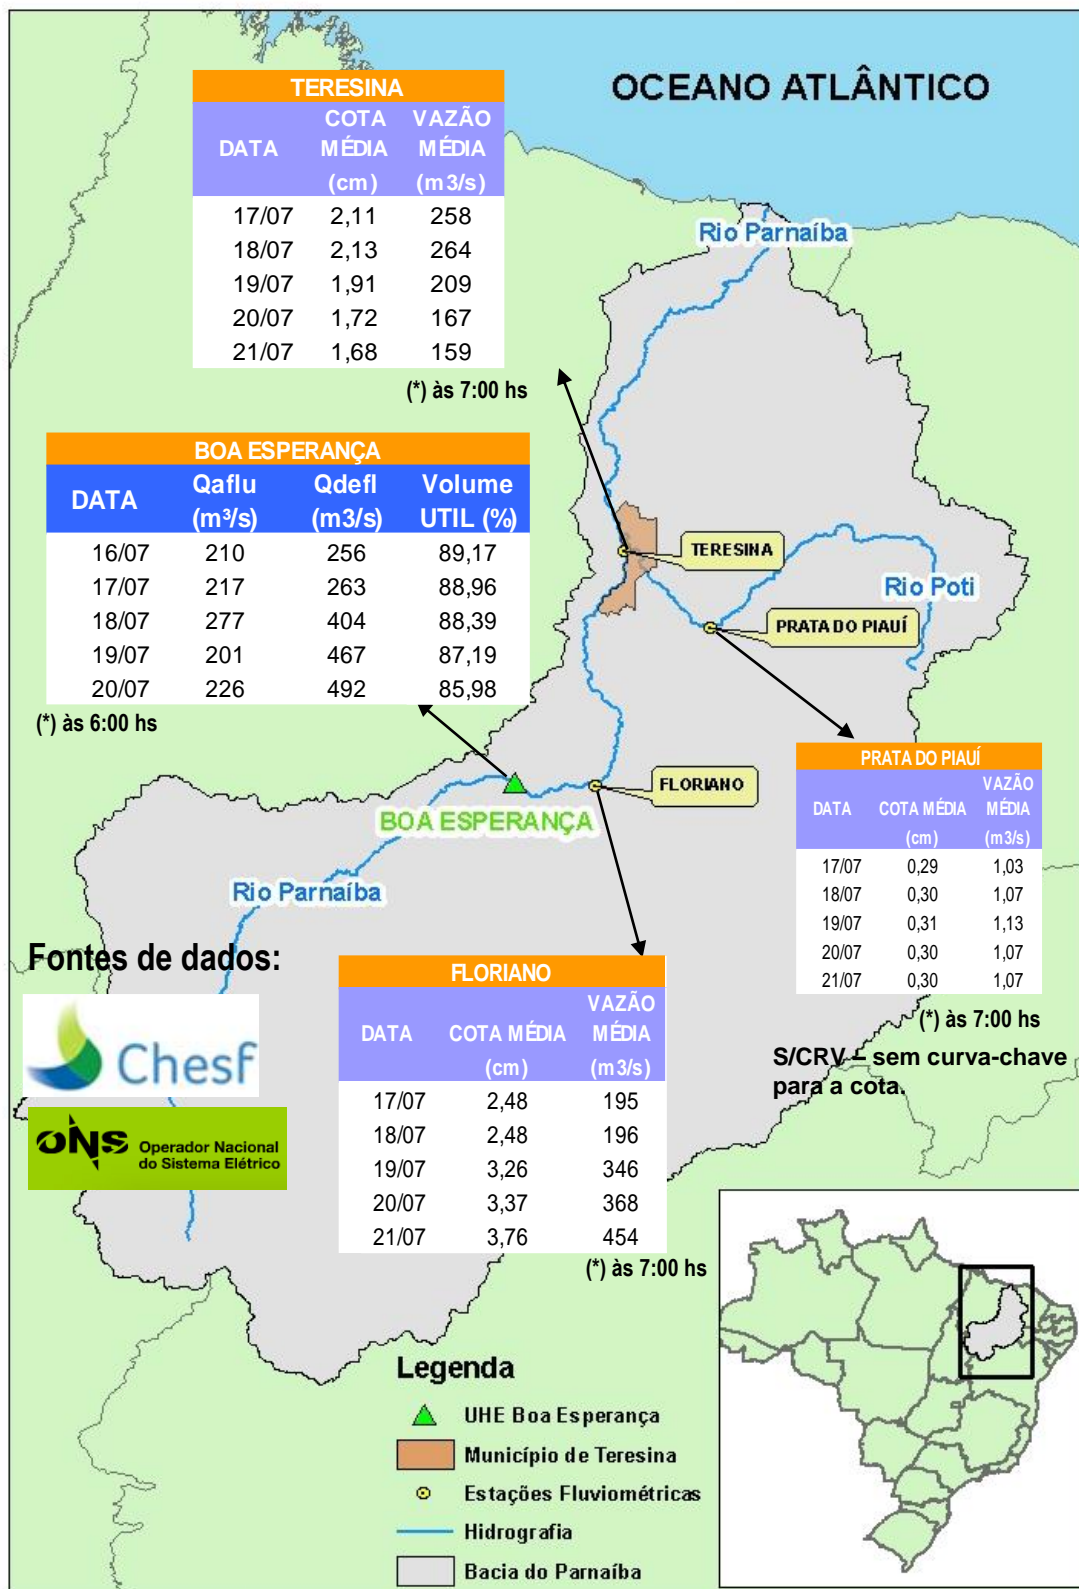 OCEANO ATLÂNTICO
TERESINA
DATA COTA MÉDIA (cm) VAZÃO MÉDIA (m3/s)
17/07 2,11 258
18/07 2,13 264
19/07 1,91 209
20/07 1,72 167
21/07 1,68 159
(*) às 7:00 hs
Rio Parnaíba
BOA ESPERANÇA
DATA Qaflu (m³/s) Qdefl (m3/s) Volume UTIL (%)
16/07 210 256 89,17
17/07 217 263 88,96
18/07 277 404 88,39
19/07 201 467 87,19
20/07 226 492 85,98
(*) às 6:00 hs
TERESINA
Rio Poti
PRATA DO PIAUÍ
FLORIANO
BOA ESPERANÇA
Rio Parnaíba
PRATA DO PIAUÍ
DATA COTA MÉDIA (cm) VAZÃO MÉDIA (m3/s)
17/07 0,29 1,03
18/07 0,30 1,07
19/07 0,31 1,13
20/07 0,30 1,07
21/07 0,30 1,07
(*) às 7:00 hs
S/CRV – sem curva-chave
para a cota.
Fontes de dados:
Chesf
ONS Operador Nacional
do Sistema Elétrico
FLORIANO
DATA COTA MÉDIA (cm) VAZÃO MÉDIA (m3/s)
17/07 2,48 195
18/07 2,48 196
19/07 3,26 346
20/07 3,37 368
21/07 3,76 454
(*) às 7:00 hs
Legenda
UHE Boa Esperança
Município de Teresina
Estações Fluviométricas
Hidrografia
Bacia do Parnaíba